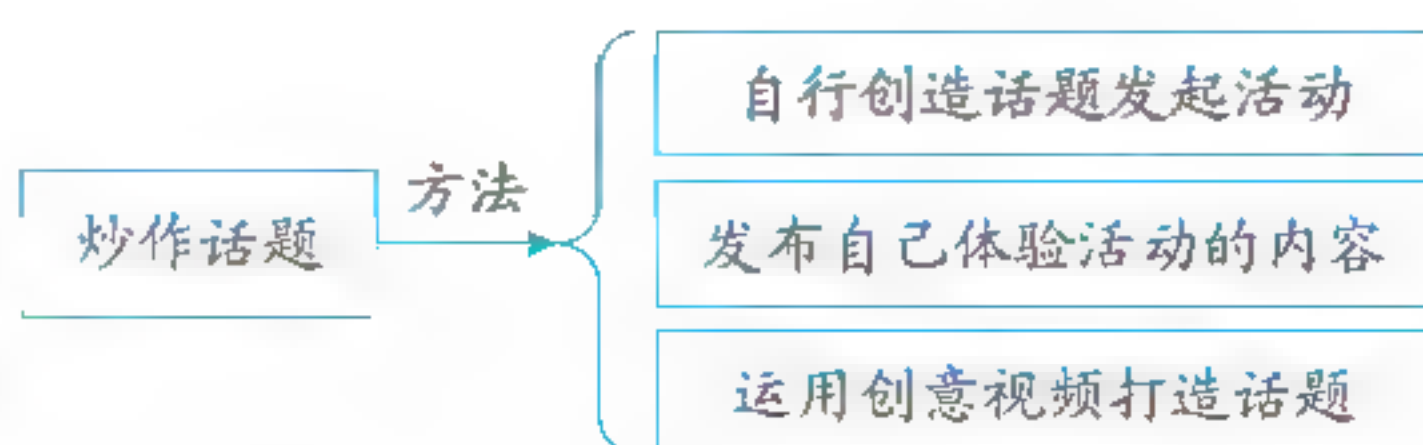 炒作话题
方法
自行创造话题发起活动
发布自己体验活动的内容
运用创意视频打造话题